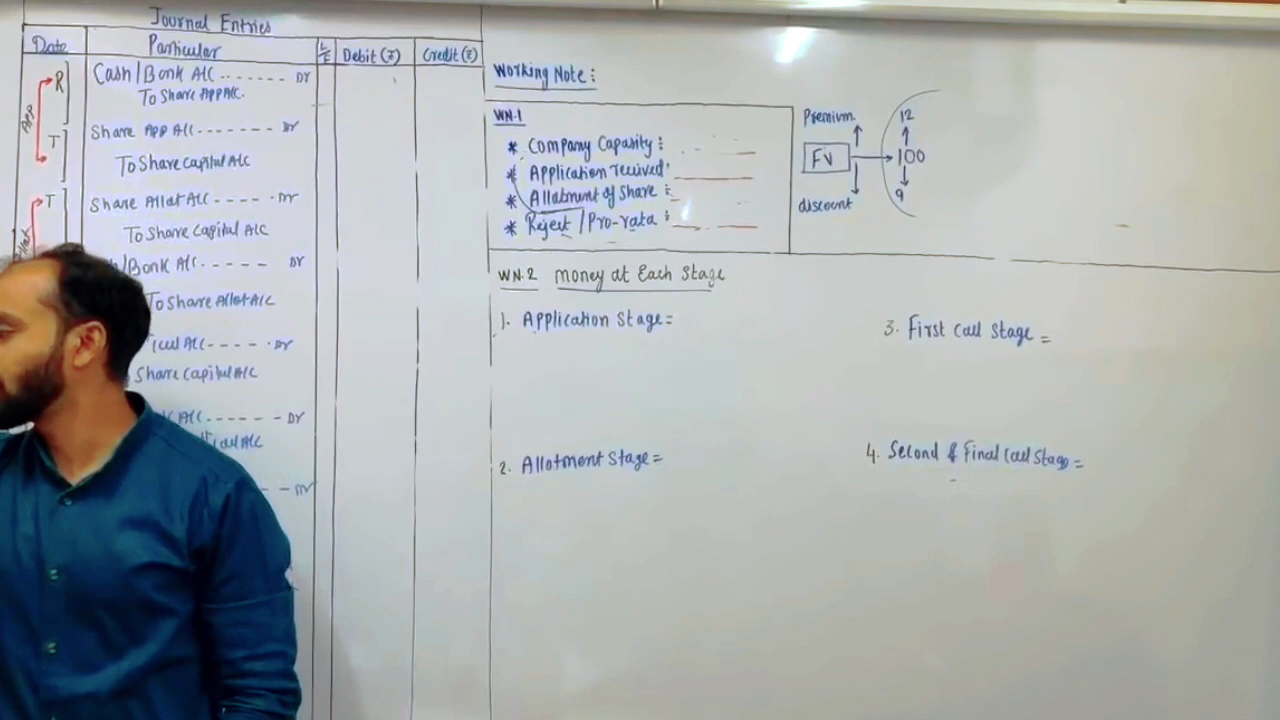 Journal Entries
Date Particular L/F Debit (₹) Credit (₹)
App R Cash/Bank A/c ....... Dr
To Share App A/c.
T Share App A/c ------- Dr
To Share Capital A/c
T Share Allot A/c ---- . Dr
To Share Capital A/c
/Bank A/c. ----- Dr
To Share Allot A/c
call A/c ---- . Dr
Share Capital A/c
A/c ------ Dr
A/c
-- Dr
Working Note :
WN.1
* Company Capacity :
* Application recived
* Allatment of Share :
* Reject / Pro-rata :
Premium
FV
discount
12
100
9
WN.2 money at Each Stage
1. Application Stage =
2. Allotment Stage =
3. First Call Stage =
4. Second & Final Call Stage =